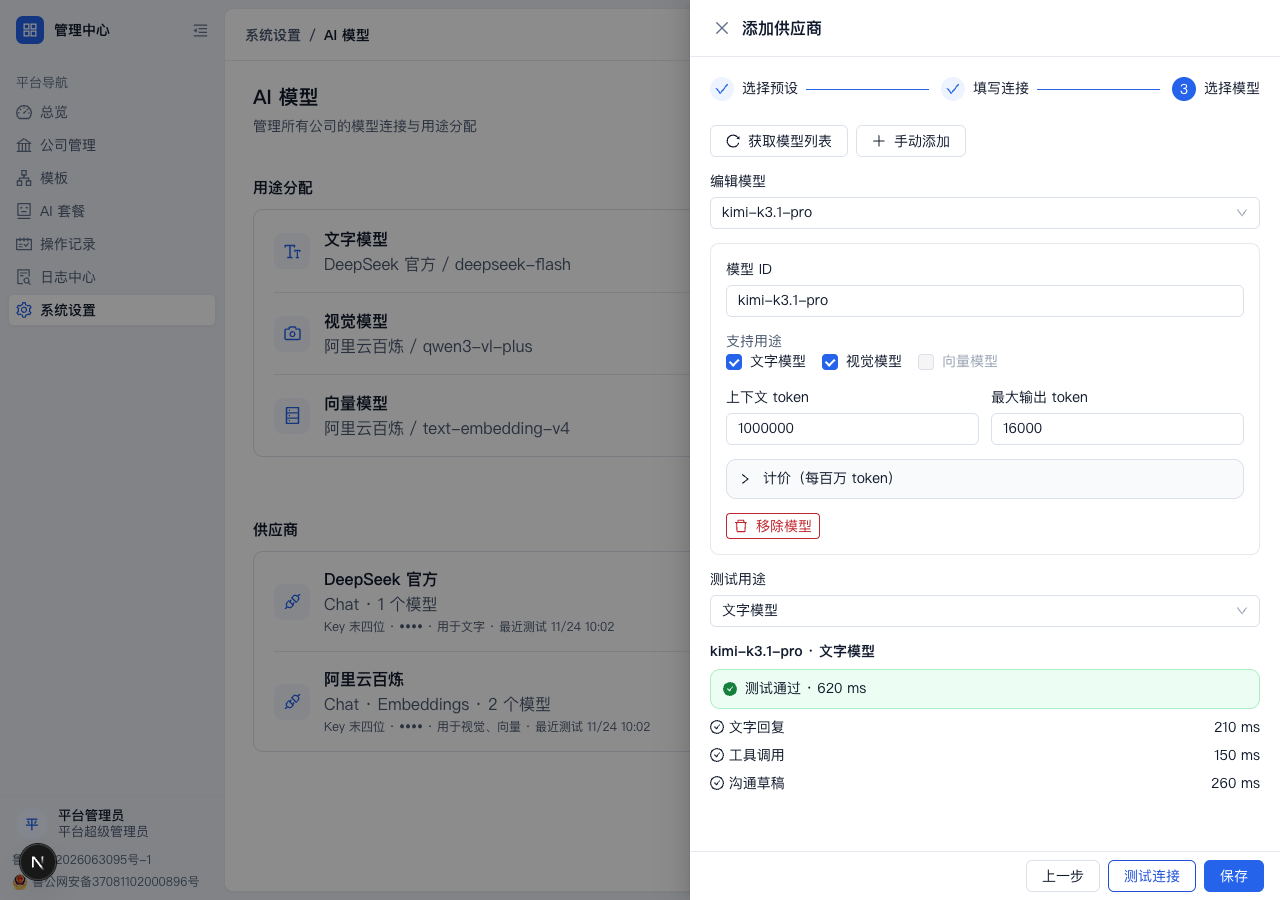 管理中心
平台导航
总览
公司管理
模板
AI 套餐
操作记录
日志中心
系统设置
平
平台管理员
平台超级管理员
2026063095号-1
N
鲁公网安备37081102000896号
系统设置 / AI 模型
AI 模型
管理所有公司的模型连接与用途分配
用途分配
文字模型
DeepSeek 官方 / deepseek-flash
视觉模型
阿里云百炼 / qwen3-vl-plus
向量模型
阿里云百炼 / text-embedding-v4
供应商
DeepSeek 官方
Chat · 1 个模型
Key 末四位 · •••• · 用于文字 · 最近测试 11/24 10:02
阿里云百炼
Chat · Embeddings · 2 个模型
Key 末四位 · •••• · 用于视觉、向量 · 最近测试 11/24 10:02
添加供应商
选择预设
填写连接
3 选择模型
获取模型列表
手动添加
编辑模型
kimi-k3.1-pro
模型 ID
kimi-k3.1-pro
支持用途
文字模型 视觉模型 向量模型
上下文 token 最大输出 token
1000000 16000
计价（每百万 token）
移除模型
测试用途
文字模型
kimi-k3.1-pro · 文字模型
测试通过 · 620 ms
文字回复 210 ms
工具调用 150 ms
沟通草稿 260 ms
上一步 测试连接 保存